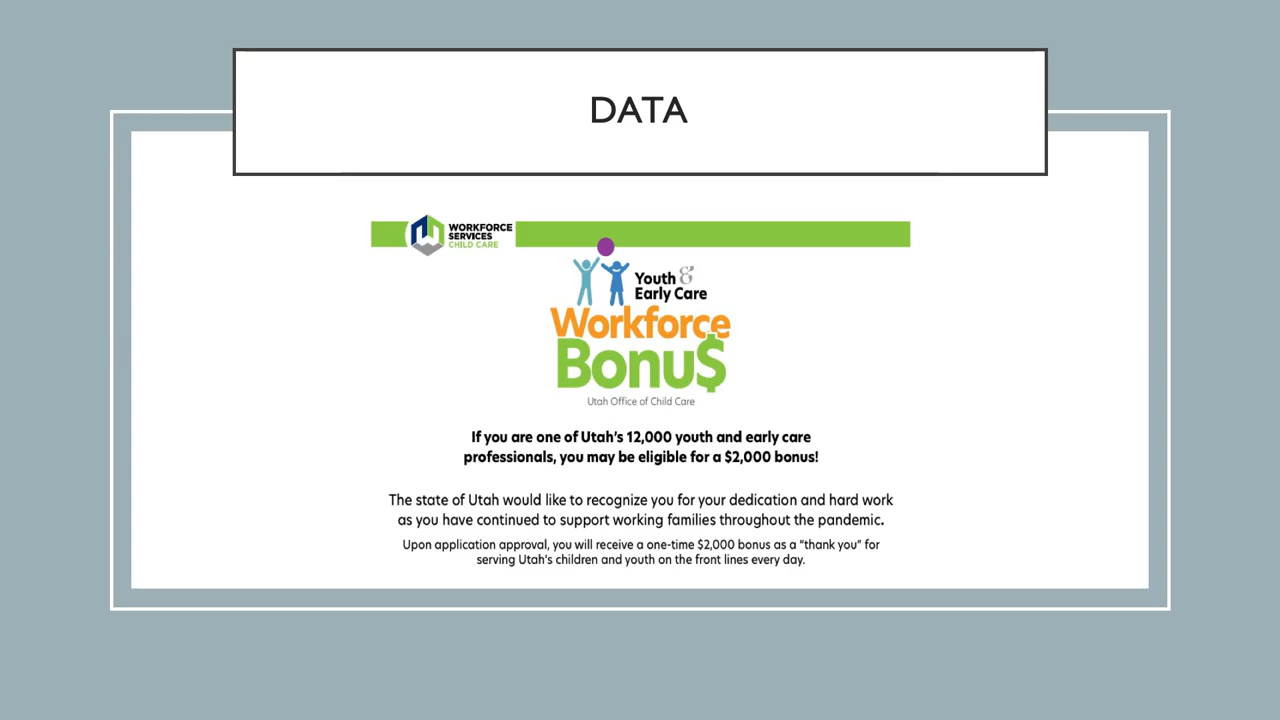 DATA
WORKFORCE
SERVICES
CHILD CARE
Youth &
Early Care
Workforce
Bonu$
Utah Office of Child Care
If you are one of Utah's 12,000 youth and early care
professionals, you may be eligible for a $2,000 bonus!
The state of Utah would like to recognize you for your dedication and hard work
as you have continued to support working families throughout the pandemic.
Upon application approval, you will receive a one-time $2,000 bonus as a “thank you” for
serving Utah's children and youth on the front lines every day.